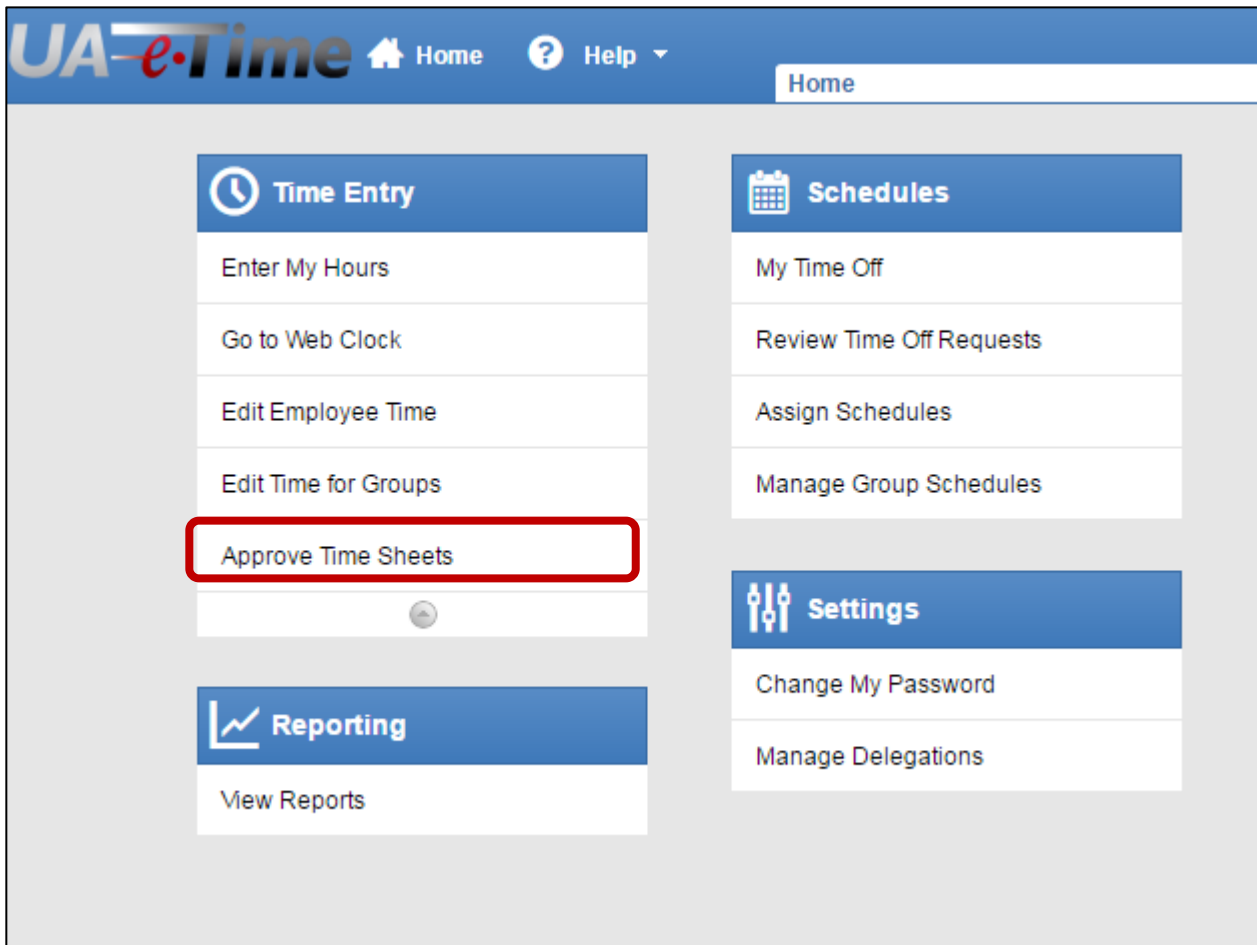 UA-e·Time Home ? Help
Home
Time Entry
Enter My Hours
Go to Web Clock
Edit Employee Time
Edit Time for Groups
Approve Time Sheets
Reporting
View Reports
Schedules
My Time Off
Review Time Off Requests
Assign Schedules
Manage Group Schedules
Settings
Change My Password
Manage Delegations